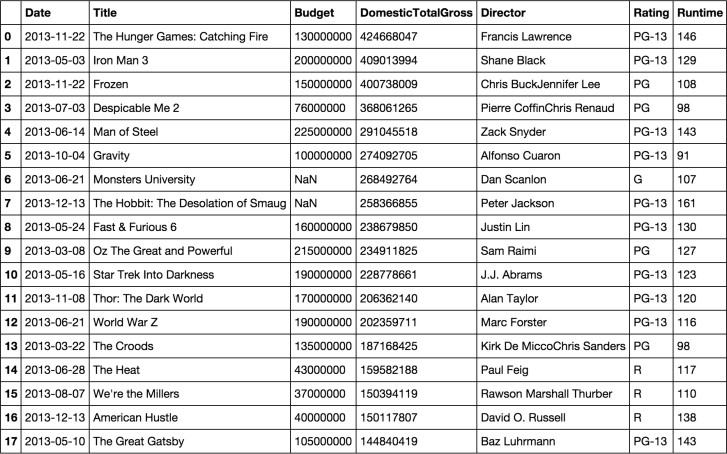 Date Title Budget DomesticTotalGross Director Rating Runtime
0 2013-11-22 The Hunger Games: Catching Fire 130000000 424668047 Francis Lawrence PG-13 146
1 2013-05-03 Iron Man 3 200000000 409013994 Shane Black PG-13 129
2 2013-11-22 Frozen 150000000 400738009 Chris BuckJennifer Lee PG 108
3 2013-07-03 Despicable Me 2 76000000 368061265 Pierre CoffinChris Renaud PG 98
4 2013-06-14 Man of Steel 225000000 291045518 Zack Snyder PG-13 143
5 2013-10-04 Gravity 100000000 274092705 Alfonso Cuaron PG-13 91
6 2013-06-21 Monsters University NaN 268492764 Dan Scanlon G 107
7 2013-12-13 The Hobbit: The Desolation of Smaug NaN 258366855 Peter Jackson PG-13 161
8 2013-05-24 Fast & Furious 6 160000000 238679850 Justin Lin PG-13 130
9 2013-03-08 Oz The Great and Powerful 215000000 234911825 Sam Raimi PG 127
10 2013-05-16 Star Trek Into Darkness 190000000 228778661 J.J. Abrams PG-13 123
11 2013-11-08 Thor: The Dark World 170000000 206362140 Alan Taylor PG-13 120
12 2013-06-21 World War Z 190000000 202359711 Marc Forster PG-13 116
13 2013-03-22 The Croods 135000000 187168425 Kirk De MiccoChris Sanders PG 98
14 2013-06-28 The Heat 43000000 159582188 Paul Feig R 117
15 2013-08-07 We're the Millers 37000000 150394119 Rawson Marshall Thurber R 110
16 2013-12-13 American Hustle 40000000 150117807 David O. Russell R 138
17 2013-05-10 The Great Gatsby 105000000 144840419 Baz Luhrmann PG-13 143